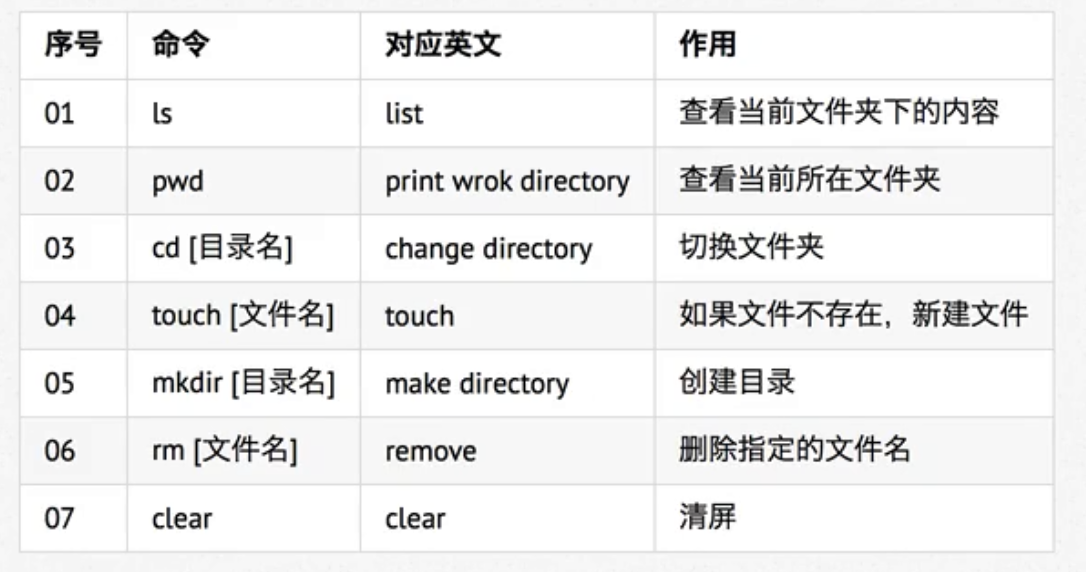 序号 命令 对应英文 作用
01 ls list 查看当前文件夹下的内容
02 pwd print wrok directory 查看当前所在文件夹
03 cd [目录名] change directory 切换文件夹
04 touch [文件名] touch 如果文件不存在，新建文件
05 mkdir [目录名] make directory 创建目录
06 rm [文件名] remove 删除指定的文件名
07 clear clear 清屏